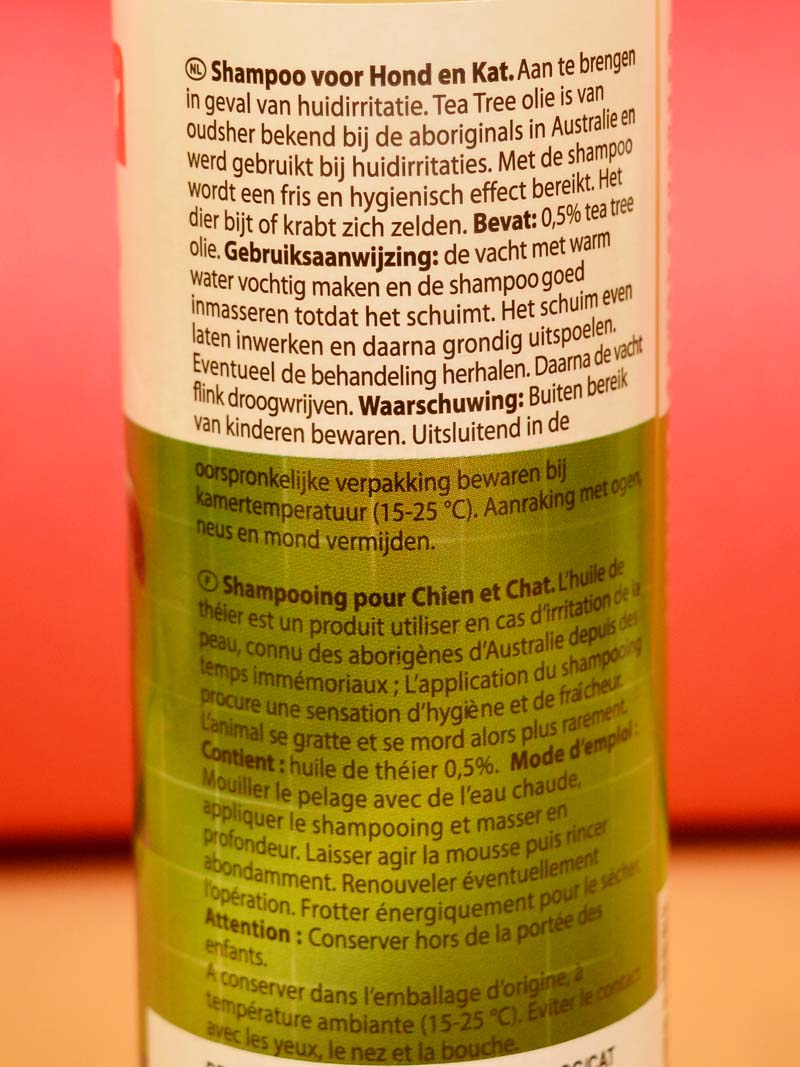 NL Shampoo voor Hond en Kat. Aan te brengen
in geval van huidirritatie. Tea Tree olie is van
oudsher bekend bij de aboriginals in Australie en
werd gebruikt bij huidirritaties. Met de shampoo
wordt een fris en hygienisch effect bereikt. Het
dier bijt of krabt zich zelden. Bevat: 0,5% tea tree
olie. Gebruiksaanwijzing: de vacht met warm
water vochtig maken en de shampoo goed
inmasseren totdat het schuimt. Het schuim even
laten inwerken en daarna grondig uitspoelen.
Eventueel de behandeling herhalen. Daarna de vacht
flink droogwrijven. Waarschuwing: Buiten bereik
van kinderen bewaren. Uitsluitend in de
oorspronkelijke verpakking bewaren bij
kamertemperatuur (15-25 °C). Aanraking met ogen,
neus en mond vermijden.
F Shampooing pour Chien et Chat. L'huile de
théier est un produit utiliser en cas d'irritation de la
peau, connu des aborigènes d'Australie depuis des
temps immémoriaux ; L'application du shampooing
procure une sensation d'hygiène et de fraîcheur.
L'animal se gratte et se mord alors plus rarement.
Contient : huile de théier 0,5%. Mode d'emploi :
Mouiller le pelage avec de l'eau chaude,
appliquer le shampooing et masser en
profondeur. Laisser agir la mousse puis rincer
abondamment. Renouveler éventuellement
l'opération. Frotter énergiquement pour le sécher.
Attention : Conserver hors de la portée des
enfants.
A conserver dans l'emballage d'origine, à
température ambiante (15-25 °C). Éviter le contact
avec les yeux, le nez et la bouche.